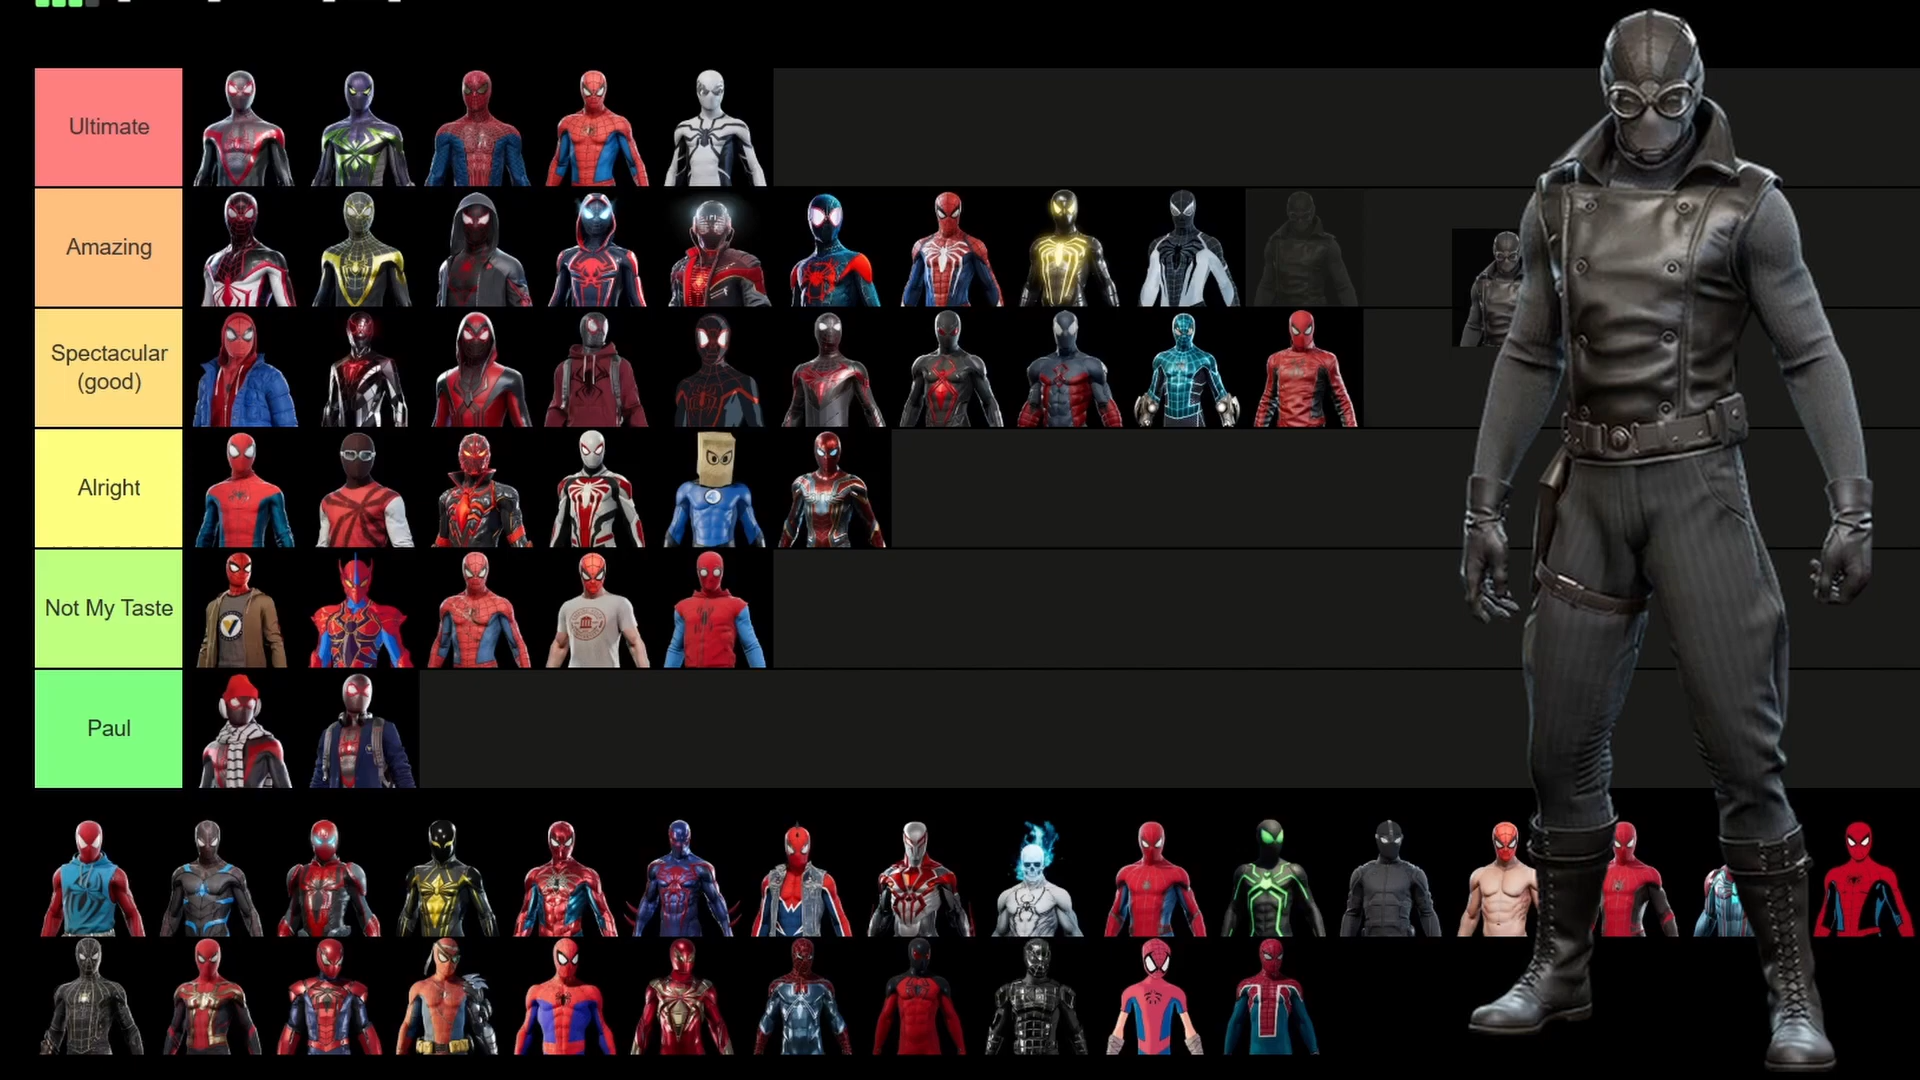 Ultimate
Amazing
Spectacular
(good)
Alright
Not My Taste
Paul